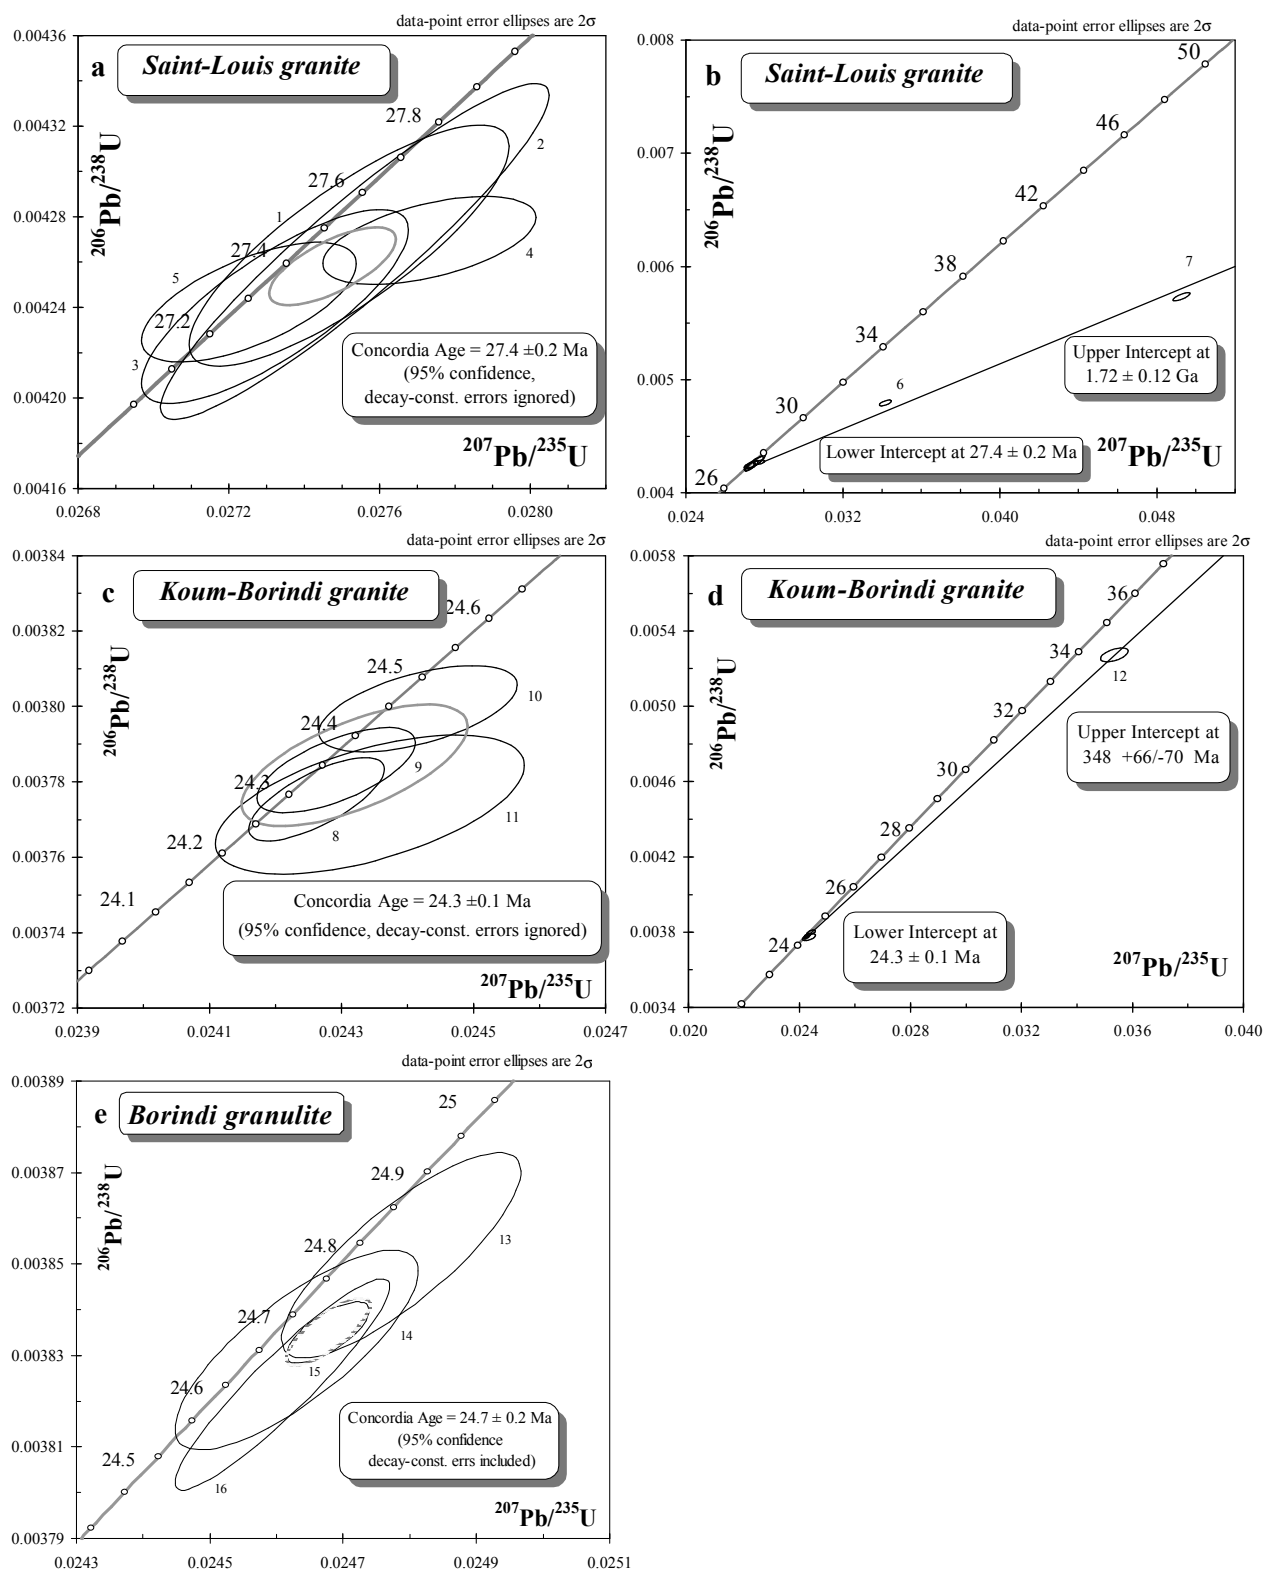 data-point error ellipses are 2σ
a
Saint-Louis granite
0.00436
0.00432
0.00428
0.00424
0.00420
0.00416
²⁰⁶Pb/²³⁸U
27.8
27.6
27.4
27.2
1
2
3
4
5
Concordia Age = 27.4 ±0.2 Ma
(95% confidence,
decay-const. errors ignored)
²⁰⁷Pb/²³⁵U
0.0268
0.0272
0.0276
0.0280
data-point error ellipses are 2σ
b
Saint-Louis granite
0.008
0.007
0.006
0.005
0.004
²⁰⁶Pb/²³⁸U
50
46
42
38
34
30
26
7
6
Upper Intercept at
1.72 ± 0.12 Ga
Lower Intercept at 27.4 ± 0.2 Ma
²⁰⁷Pb/²³⁵U
0.024
0.032
0.040
0.048
data-point error ellipses are 2σ
c
Koum-Borindi granite
0.00384
0.00382
0.00380
0.00378
0.00376
0.00374
0.00372
²⁰⁶Pb/²³⁸U
24.6
24.5
24.4
24.3
24.2
24.1
10
9
8
11
Concordia Age = 24.3 ±0.1 Ma
(95% confidence, decay-const. errors ignored)
²⁰⁷Pb/²³⁵U
0.0239
0.0241
0.0243
0.0245
0.0247
data-point error ellipses are 2σ
d
Koum-Borindi granite
0.0058
0.0054
0.0050
0.0046
0.0042
0.0038
0.0034
²⁰⁶Pb/²³⁸U
36
34
32
30
28
26
24
12
Upper Intercept at
348 +66/-70 Ma
Lower Intercept at
24.3 ± 0.1 Ma
²⁰⁷Pb/²³⁵U
0.020
0.024
0.028
0.032
0.036
0.040
data-point error ellipses are 2σ
e
Borindi granulite
0.00389
0.00387
0.00385
0.00383
0.00381
0.00379
²⁰⁶Pb/²³⁸U
25
24.9
24.8
24.7
24.6
24.5
13
14
15
16
Concordia Age = 24.7 ± 0.2 Ma
(95% confidence
decay-const. errs included)
²⁰⁷Pb/²³⁵U
0.0243
0.0245
0.0247
0.0249
0.0251